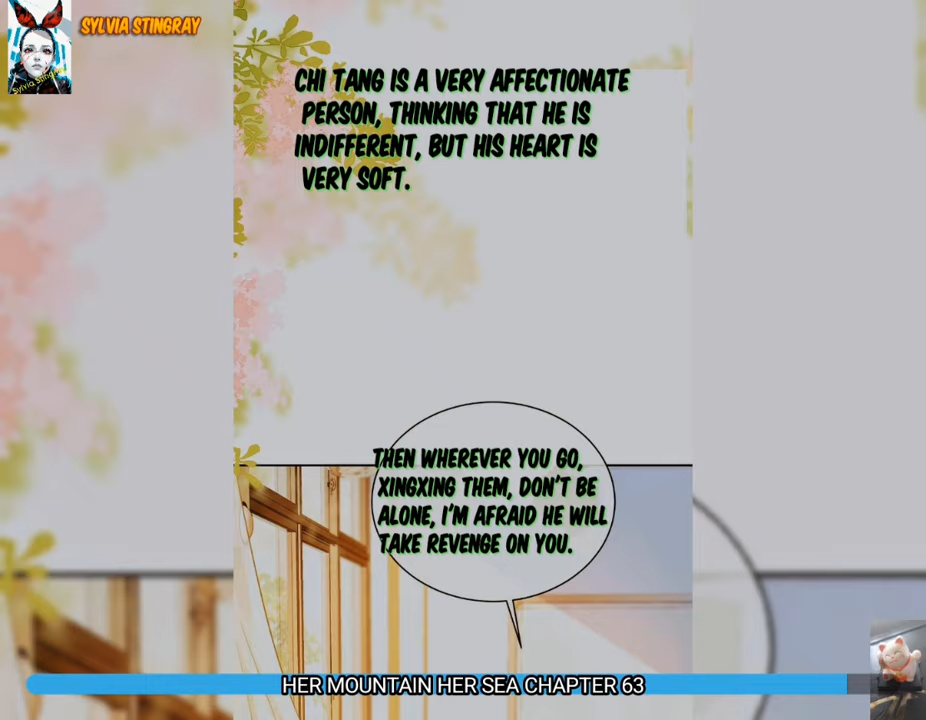 SYLVIA STINGRAY
Sylvia Stingray
CHI TANG IS A VERY AFFECTIONATE
PERSON, THINKING THAT HE IS
INDIFFERENT, BUT HIS HEART IS
VERY SOFT.
THEN WHEREVER YOU GO,
XINGXING THEM, DON'T BE
ALONE, I'M AFRAID HE WILL
TAKE REVENGE ON YOU.
HER MOUNTAIN HER SEA CHAPTER 63